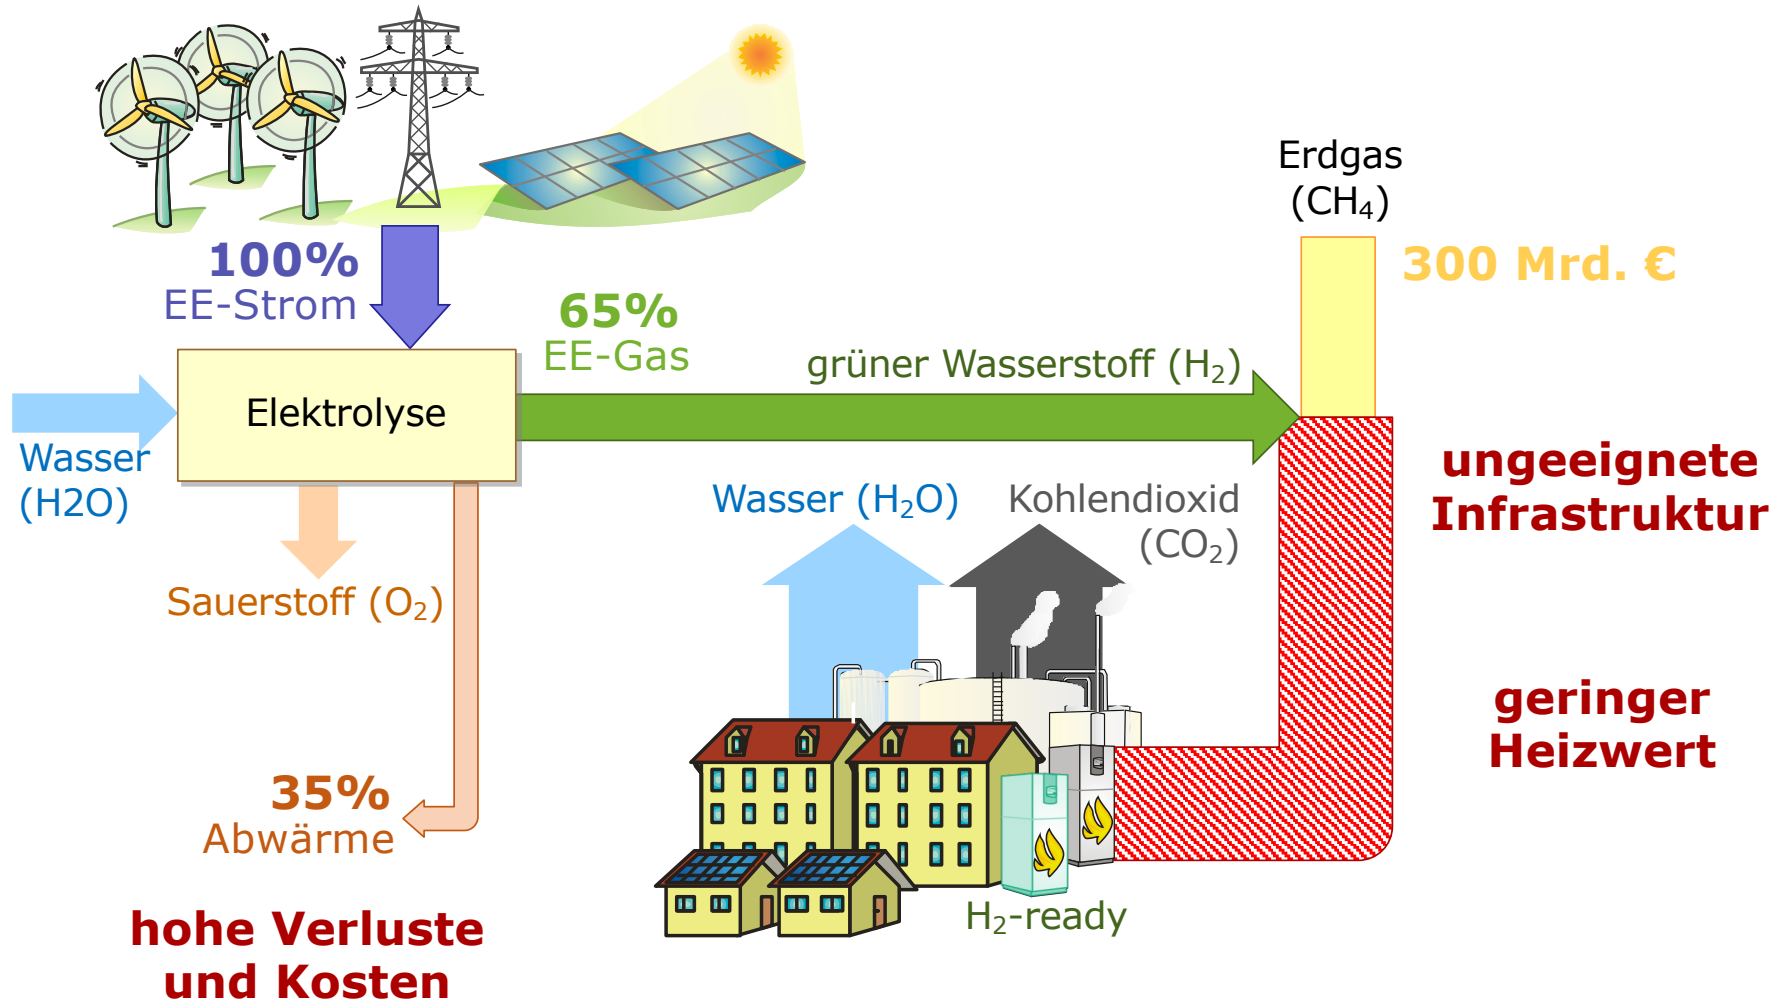 Erdgas
(CH₄)
100%
EE-Strom
300 Mrd. €
65%
EE-Gas
grüner Wasserstoff (H₂)
Elektrolyse
Wasser
(H2O)
ungeeignete
Infrastruktur
Wasser (H₂O)
Kohlendioxid
(CO₂)
Sauerstoff (O₂)
geringer
Heizwert
35%
Abwärme
H₂-ready
hohe Verluste
und Kosten